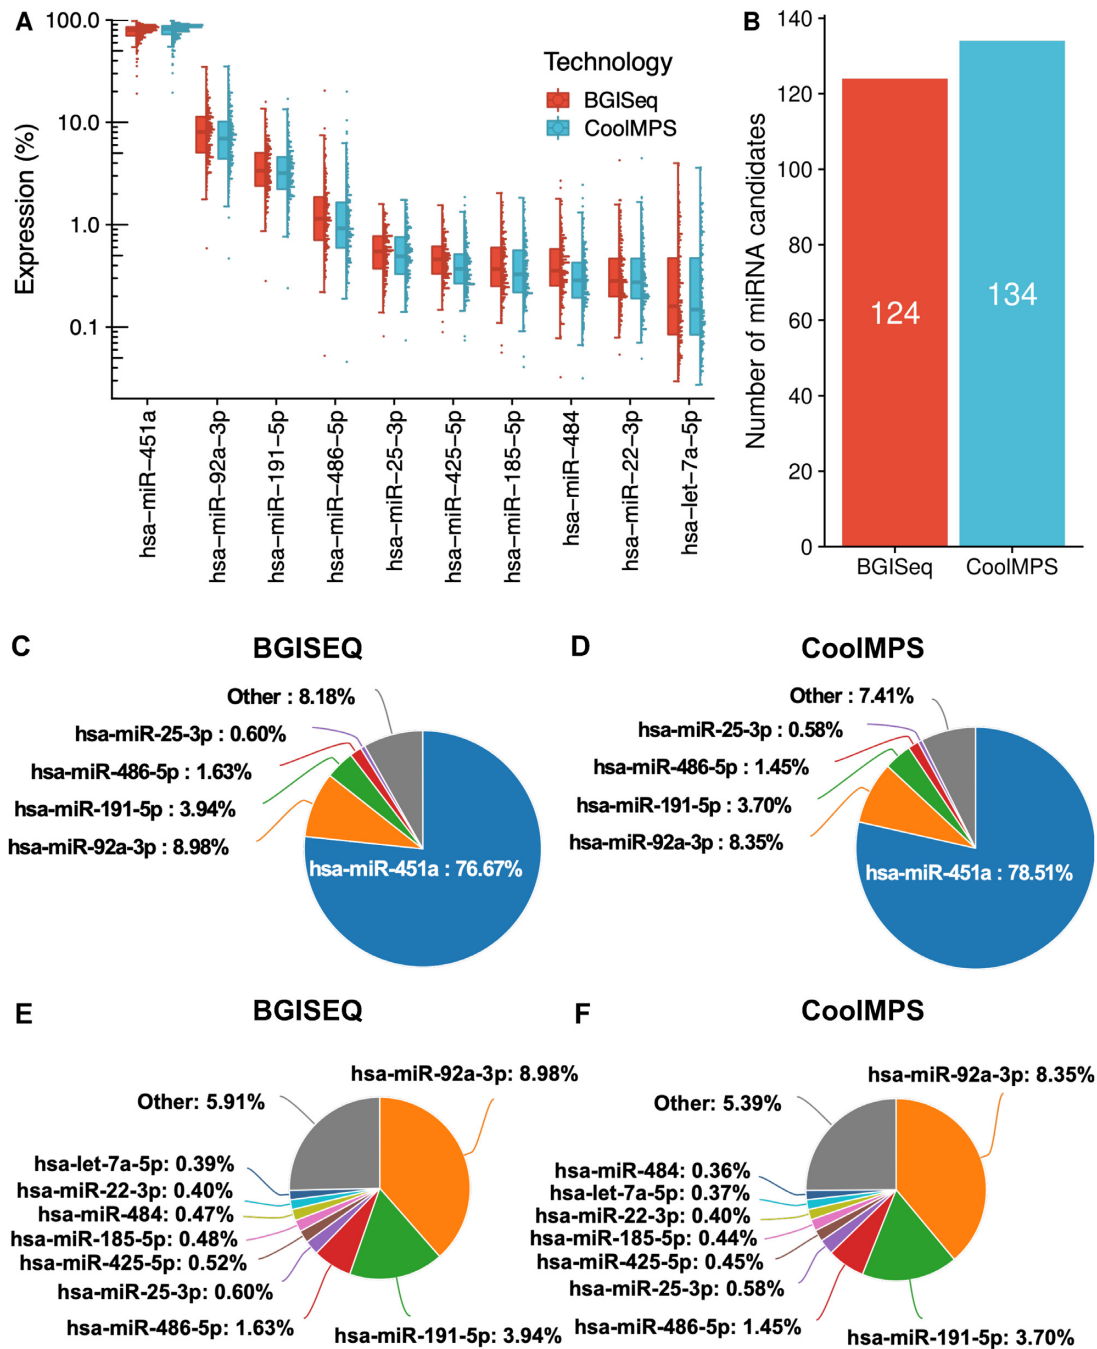 A
Expression (%)
100.0
10.0
1.0
0.1
Technology
BGISeq
CoolMPS
hsa−miR−451a
hsa−miR−92a−3p
hsa−miR−191−5p
hsa−miR−486−5p
hsa−miR−25−3p
hsa−miR−425−5p
hsa−miR−185−5p
hsa−miR−484
hsa−miR−22−3p
hsa−let−7a−5p
B
Number of miRNA candidates
140
120
100
80
60
40
20
0
124
134
BGISeq
CoolMPS
C
BGISEQ
Other : 8.18%
hsa-miR-25-3p : 0.60%
hsa-miR-486-5p : 1.63%
hsa-miR-191-5p : 3.94%
hsa-miR-92a-3p : 8.98%
hsa-miR-451a : 76.67%
D
CoolMPS
Other : 7.41%
hsa-miR-25-3p : 0.58%
hsa-miR-486-5p : 1.45%
hsa-miR-191-5p : 3.70%
hsa-miR-92a-3p : 8.35%
hsa-miR-451a : 78.51%
E
BGISEQ
hsa-miR-92a-3p: 8.98%
Other: 5.91%
hsa-let-7a-5p: 0.39%
hsa-miR-22-3p: 0.40%
hsa-miR-484: 0.47%
hsa-miR-185-5p: 0.48%
hsa-miR-425-5p: 0.52%
hsa-miR-25-3p: 0.60%
hsa-miR-486-5p: 1.63%
hsa-miR-191-5p: 3.94%
F
CoolMPS
hsa-miR-92a-3p: 8.35%
Other: 5.39%
hsa-miR-484: 0.36%
hsa-let-7a-5p: 0.37%
hsa-miR-22-3p: 0.40%
hsa-miR-185-5p: 0.44%
hsa-miR-425-5p: 0.45%
hsa-miR-25-3p: 0.58%
hsa-miR-486-5p: 1.45%
hsa-miR-191-5p: 3.70%